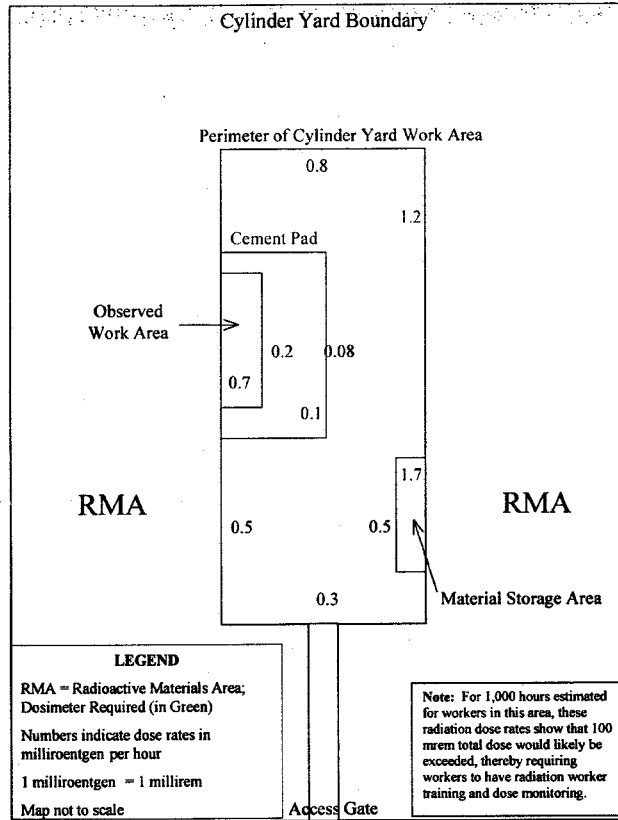 Cylinder Yard Boundary
Perimeter of Cylinder Yard Work Area
0.8
1.2
Cement Pad
Observed
Work Area
0.2
0.08
0.7
0.1
1.7
RMA
RMA
0.5
0.5
Material Storage Area
0.3
LEGEND
RMA = Radioactive Materials Area;
Dosimeter Required (in Green)
Numbers indicate dose rates in
milliroentgen per hour
1 milliroentgen = 1 millirem
Map not to scale
Access Gate
Note: For 1,000 hours estimated
for workers in this area, these
radiation dose rates show that 100
mrem total dose would likely be
exceeded, thereby requiring
workers to have radiation worker
training and dose monitoring.